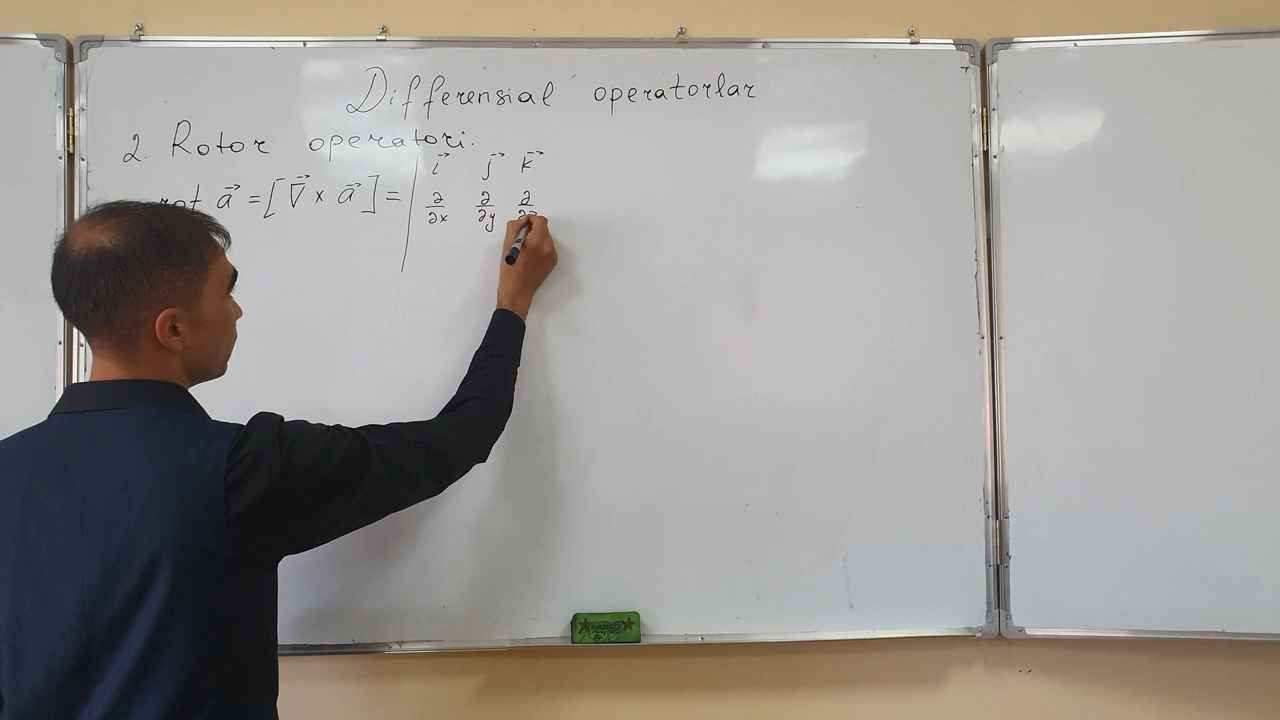 Differensial operatorlar
2. Rotor operatori.
i⃗ j⃗ k⃗
rot a⃗ = [∇⃗ × a⃗] = | ∂/∂x ∂/∂y ∂/∂z